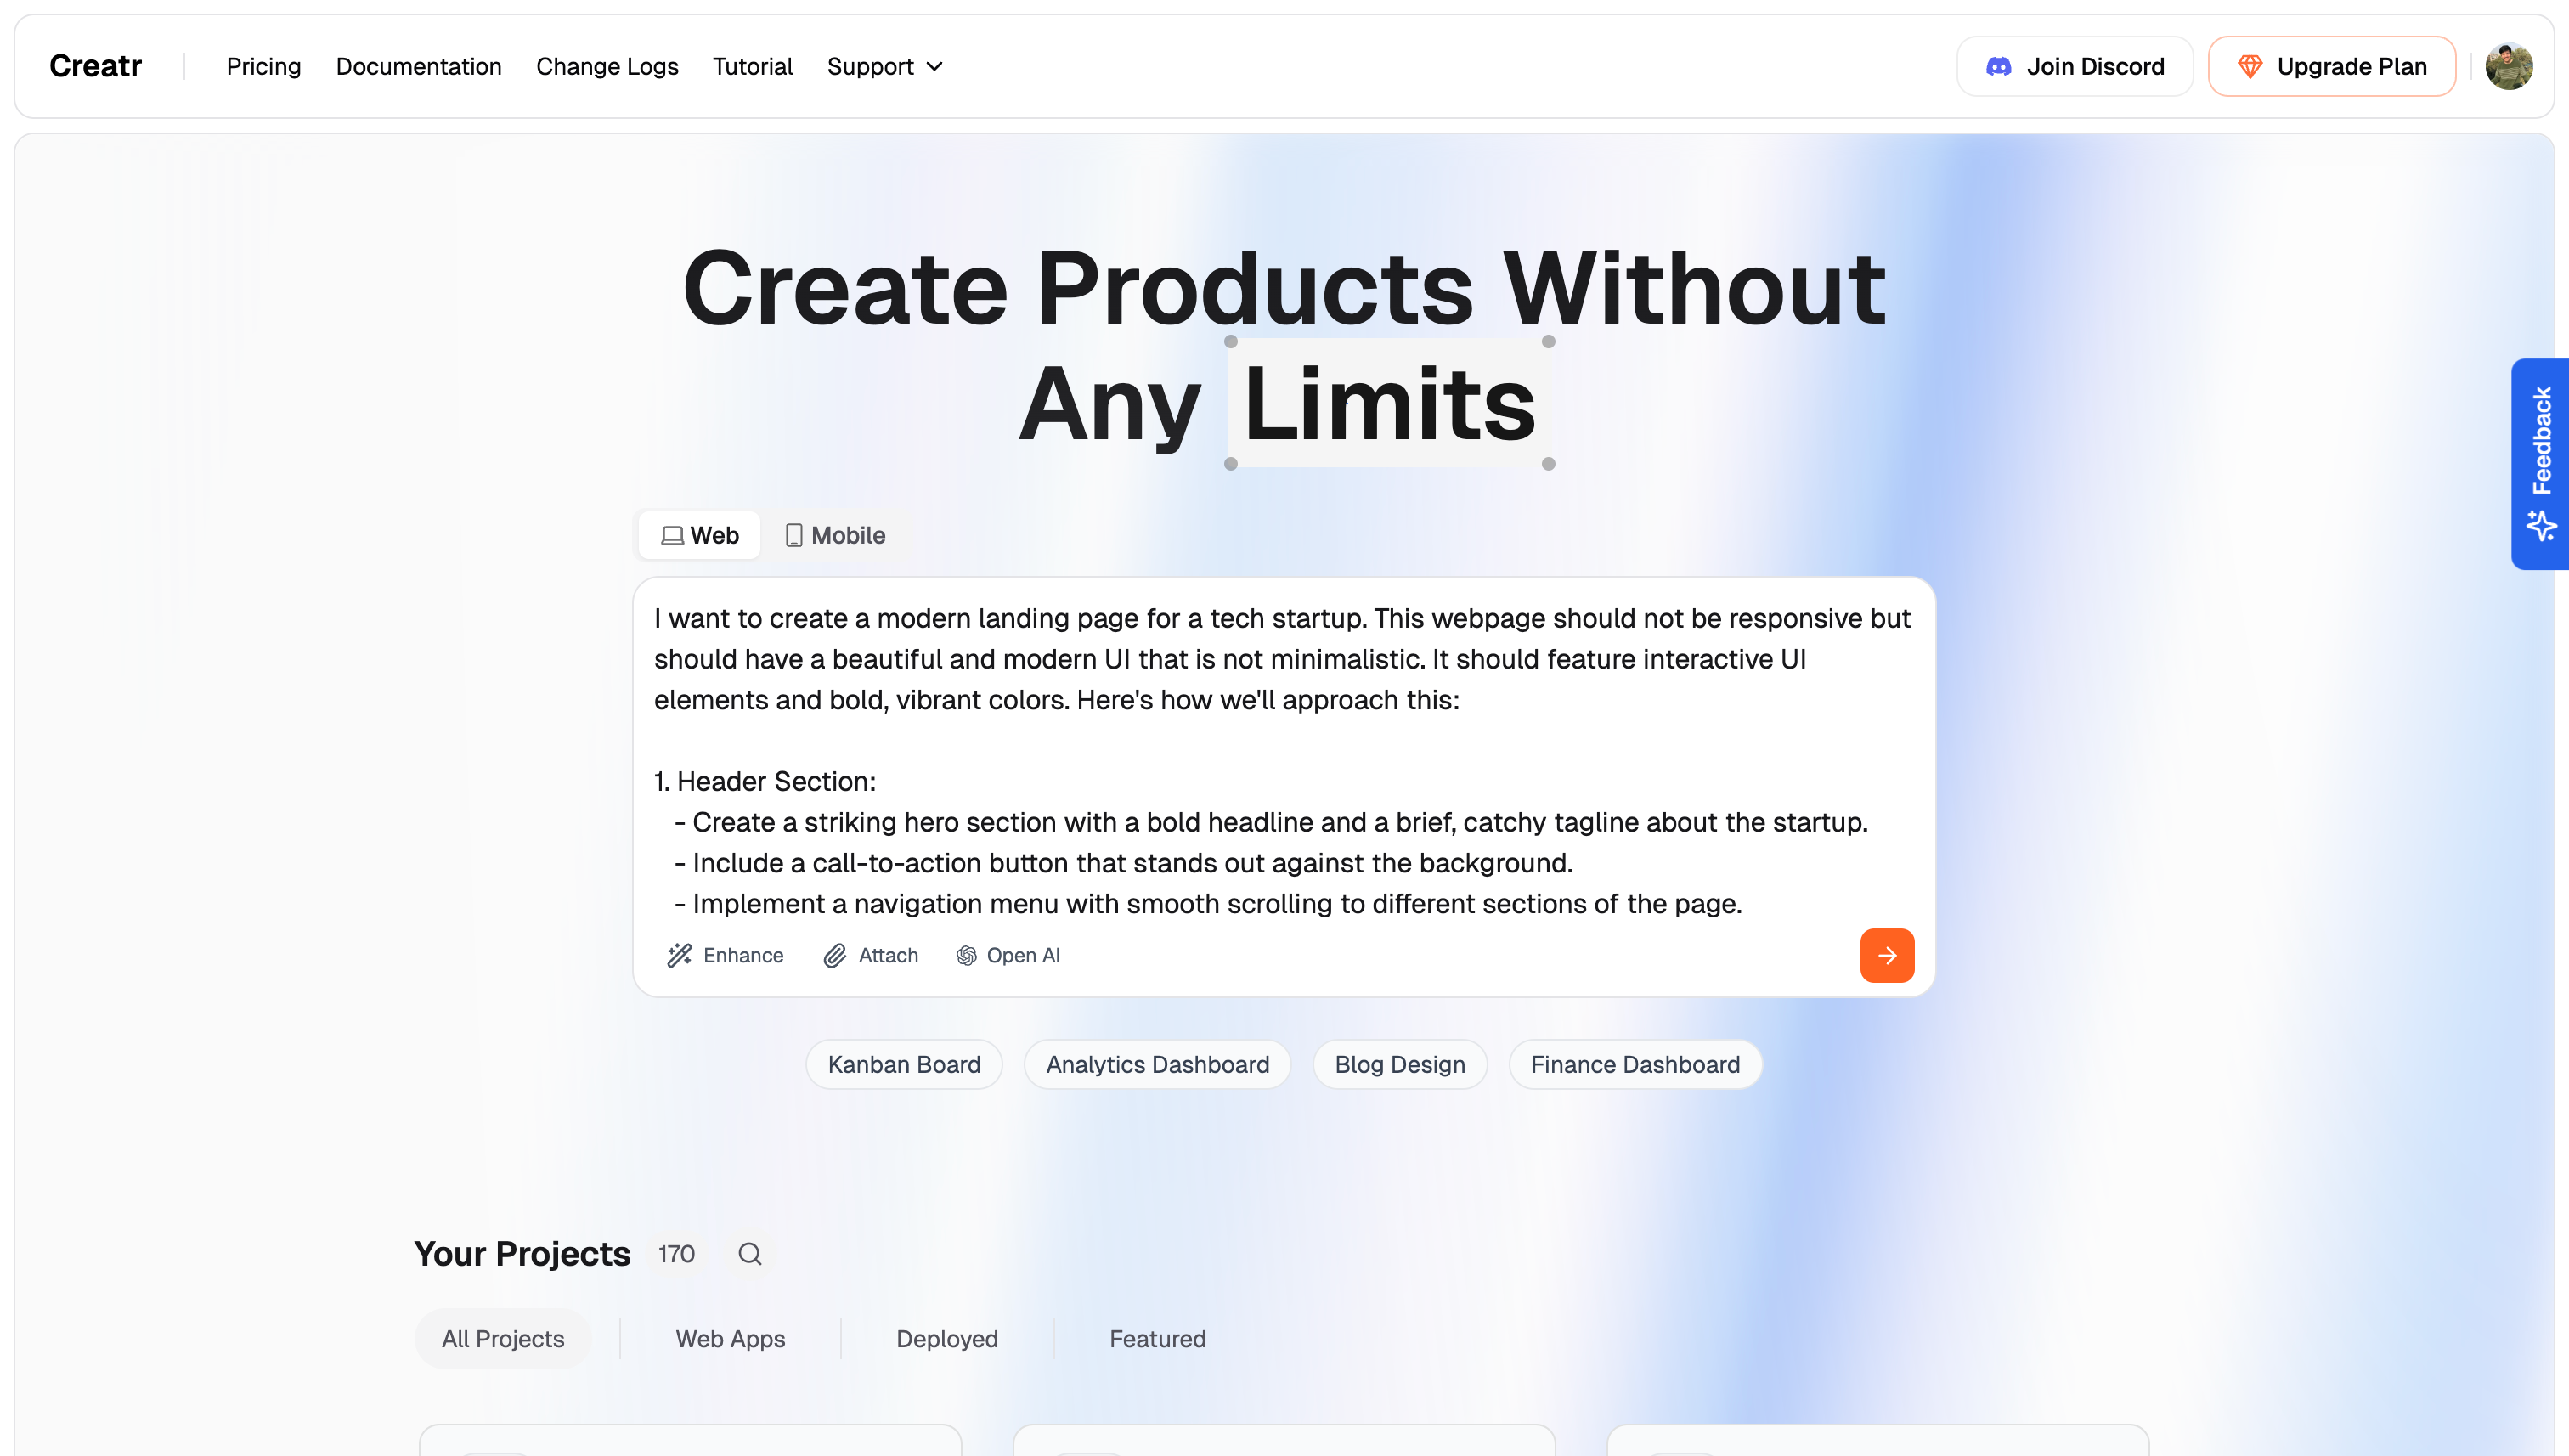 Creatr
Pricing
Documentation
Change Logs
Tutorial
Support
Join Discord
Upgrade Plan
Create Products Without
Any Limits
Feedback
Web
Mobile
I want to create a modern landing page for a tech startup. This webpage should not be responsive but
should have a beautiful and modern UI that is not minimalistic. It should feature interactive UI
elements and bold, vibrant colors. Here's how we'll approach this:
1. Header Section:
- Create a striking hero section with a bold headline and a brief, catchy tagline about the startup.
- Include a call-to-action button that stands out against the background.
- Implement a navigation menu with smooth scrolling to different sections of the page.
Enhance
Attach
Open AI
Kanban Board
Analytics Dashboard
Blog Design
Finance Dashboard
Your Projects 170
All Projects
Web Apps
Deployed
Featured